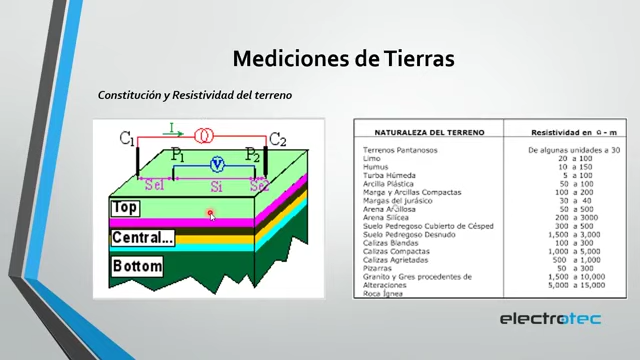 Mediciones de Tierras
Constitución y Resistividad del terreno
I
C1
C2
P1
V
P2
Se1
Si
Se2
Top
Central...
Bottom
NATURALEZA DEL TERRENO Resistividad en Ω - m
Terrenos Pantanosos De algunas unidades a 30
Limo 20 a 100
Humus 10 a 150
Turba Húmeda 5 a 100
Arcilla Plástica 50 a 100
Marga y Arcillas Compactas 100 a 200
Margas del Jurásico 30 a 40
Arena Arcillosa 50 a 500
Arena Silícea 200 a 3000
Suelo Pedregoso Cubierto de Césped 300 a 500
Suelo Pedregoso Desnudo 1,500 a 3,000
Calizas Blandas 100 a 300
Calizas Compactas 1,000 a 5,000
Calizas Agrietadas 500 a 1,000
Pizarras 50 a 300
Granito y Gres procedentes de 1,500 a 10,000
Alteraciones 5,000 a 15,000
Roca Ígnea
electrotec